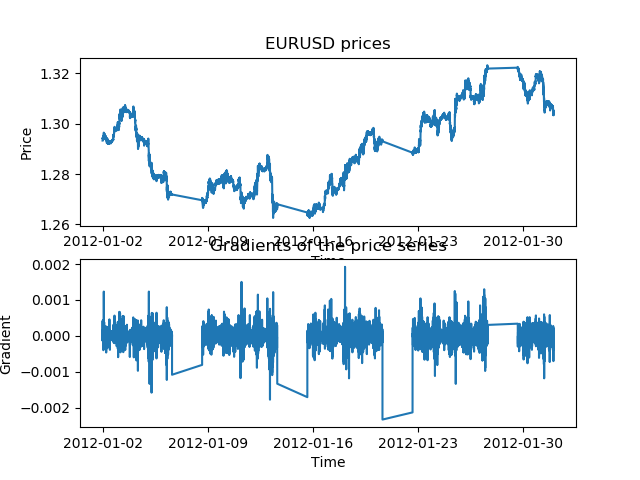 EURUSD prices
1.32
1.30
1.28
1.26
Price
2012-01-02 2012-01-09 2012-01-16 2012-01-23 2012-01-30
Time
Gradients of the price series
0.002
0.001
0.000
−0.001
−0.002
Gradient
2012-01-02 2012-01-09 2012-01-16 2012-01-23 2012-01-30
Time